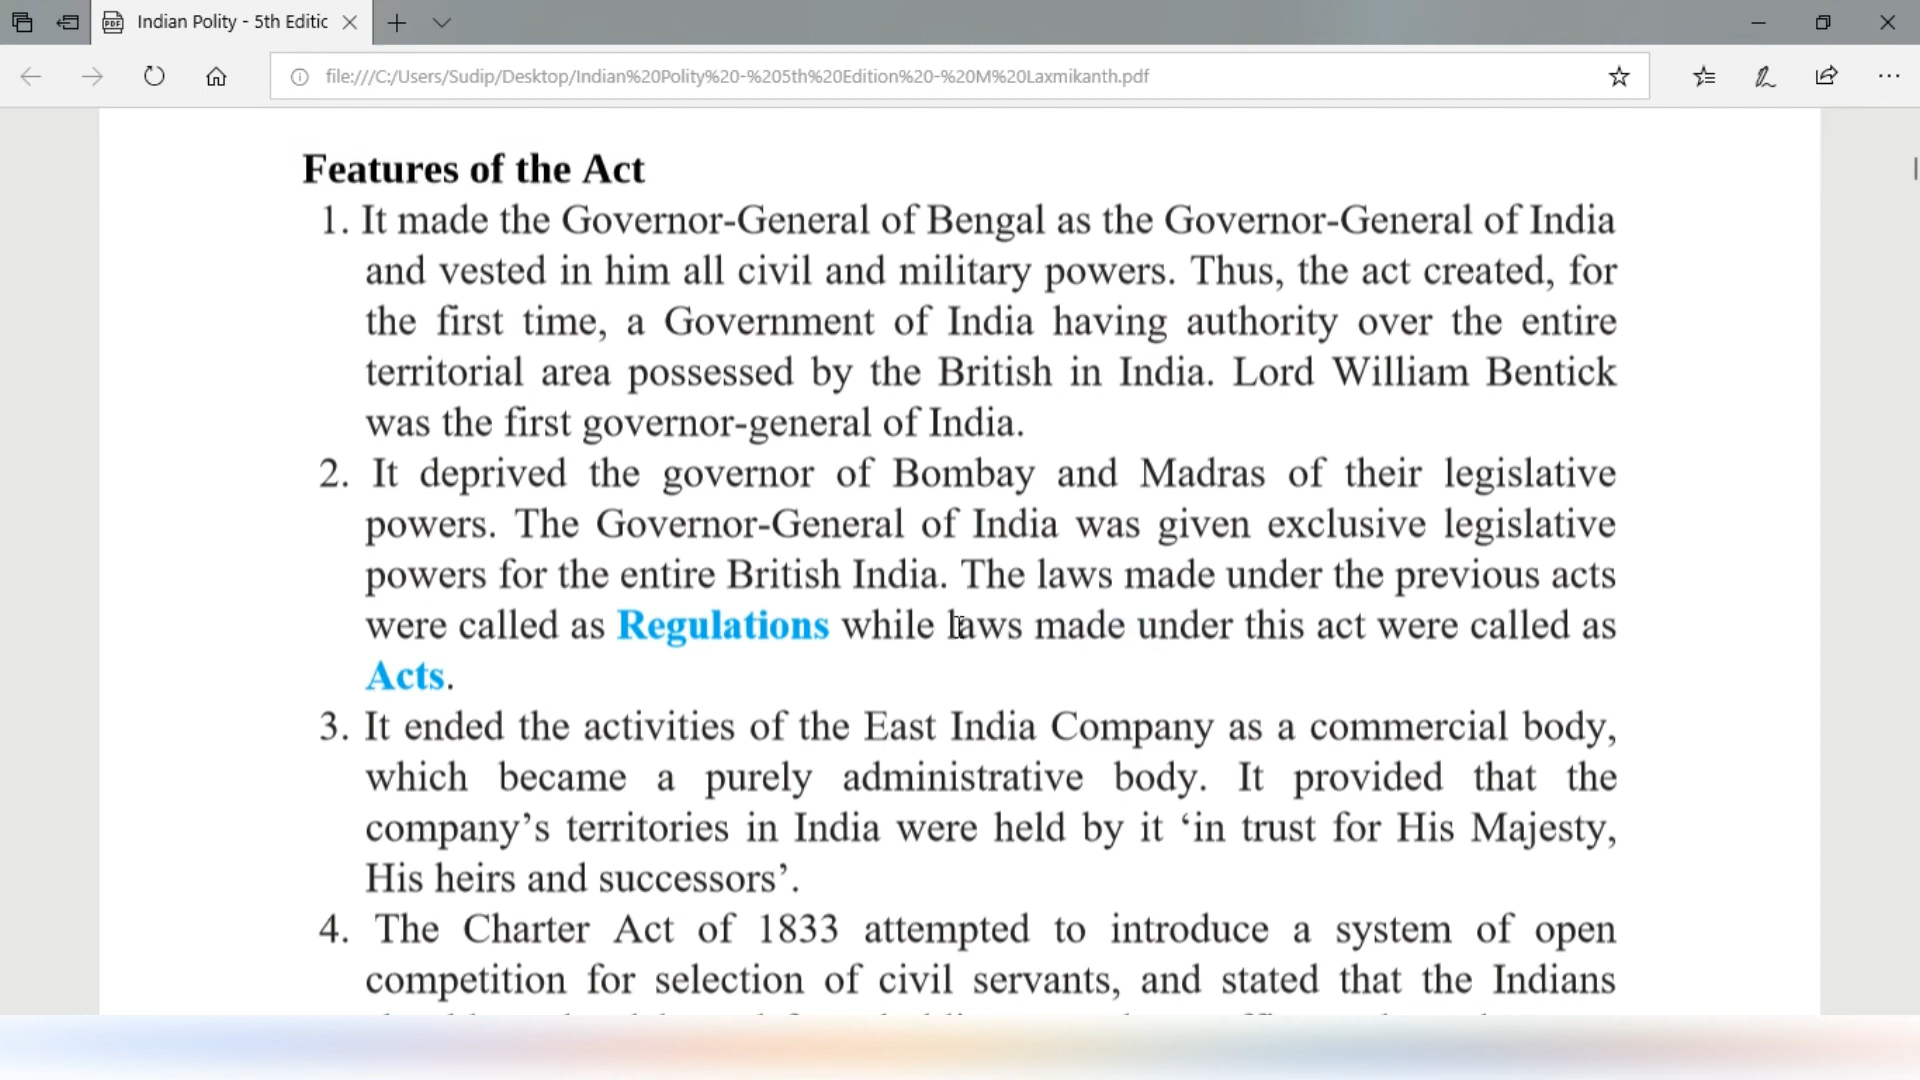 Indian Polity - 5th Editic
file:///C:/Users/Sudip/Desktop/Indian%20Polity%20-%205th%20Edition%20-%20M%20Laxmikanth.pdf
Features of the Act
1. It made the Governor-General of Bengal as the Governor-General of India
and vested in him all civil and military powers. Thus, the act created, for
the first time, a Government of India having authority over the entire
territorial area possessed by the British in India. Lord William Bentick
was the first governor-general of India.
2. It deprived the governor of Bombay and Madras of their legislative
powers. The Governor-General of India was given exclusive legislative
powers for the entire British India. The laws made under the previous acts
were called as Regulations while laws made under this act were called as
Acts.
3. It ended the activities of the East India Company as a commercial body,
which became a purely administrative body. It provided that the
company’s territories in India were held by it ‘in trust for His Majesty,
His heirs and successors’.
4. The Charter Act of 1833 attempted to introduce a system of open
competition for selection of civil servants, and stated that the Indians